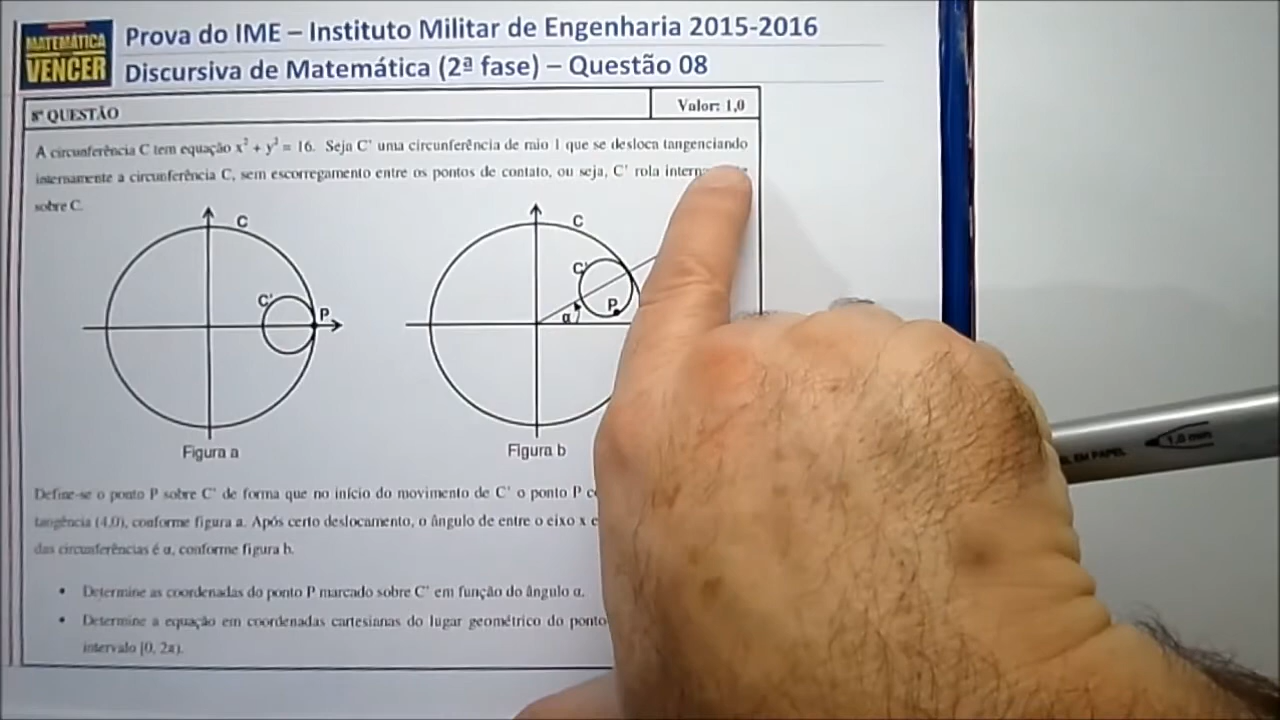 MATEMÁTICA
VENCER
Prova do IME – Instituto Militar de Engenharia 2015-2016
Discursiva de Matemática (2ª fase) – Questão 08
8ª QUESTÃO
Valor: 1,0
A circunferência C tem equação x² + y² = 16. Seja C' uma circunferência de raio 1 que se desloca tangenciando
internamente a circunferência C, sem escorregamento entre os pontos de contato, ou seja, C' rola
sobre C.
C
C'
P
Figura a
C
C'
P
α
Figura b
Define-se o ponto P sobre C' de forma que no início do movimento de C' o ponto P
tangência (4,0), conforme figura a. Após certo deslocamento, o ângulo de entre o eixo x
das circunferências é α, conforme figura b.
• Determine as coordenadas do ponto P marcado sobre C' em função do ângulo α.
• Determine a equação em coordenadas cartesianas do lugar geométrico do ponto
intervalo [0, 2π).
1,0 mm
EM PAPEL